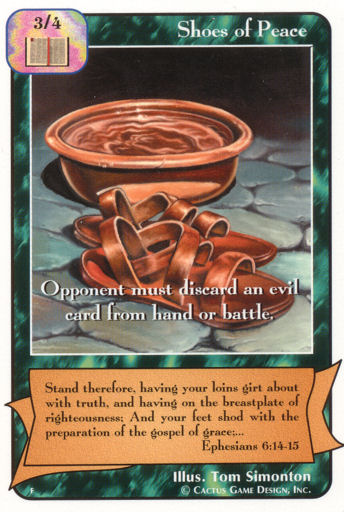 3/4
Shoes of Peace
Opponent must discard an evil
card from hand or battle.
Stand therefore, having your loins girt about
with truth, and having on the breastplate of
righteousness; And your feet shod with the
preparation of the gospel of grace;...
Ephesians 6:14-15
Illus. Tom Simonton
F
© Cactus Game Design, Inc.